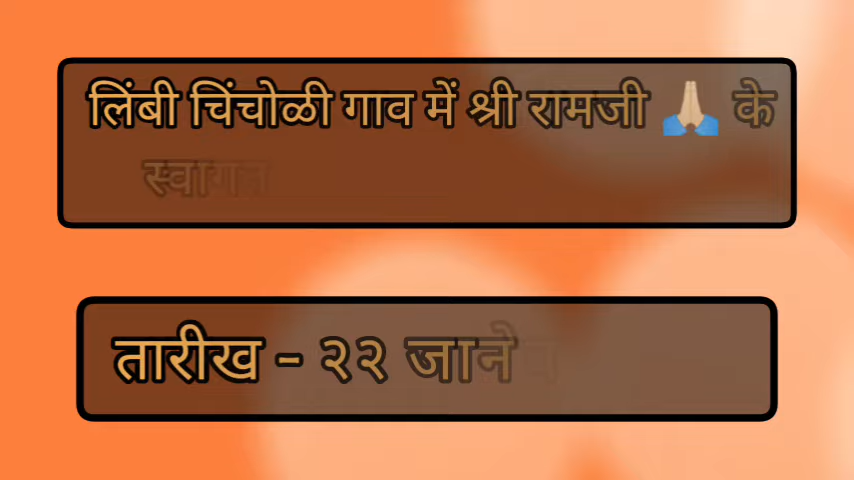 लिंबी चिंचोळी गाव में श्री रामजी 🙏🏼 के
स्वागत
तारीख - २२ जाने